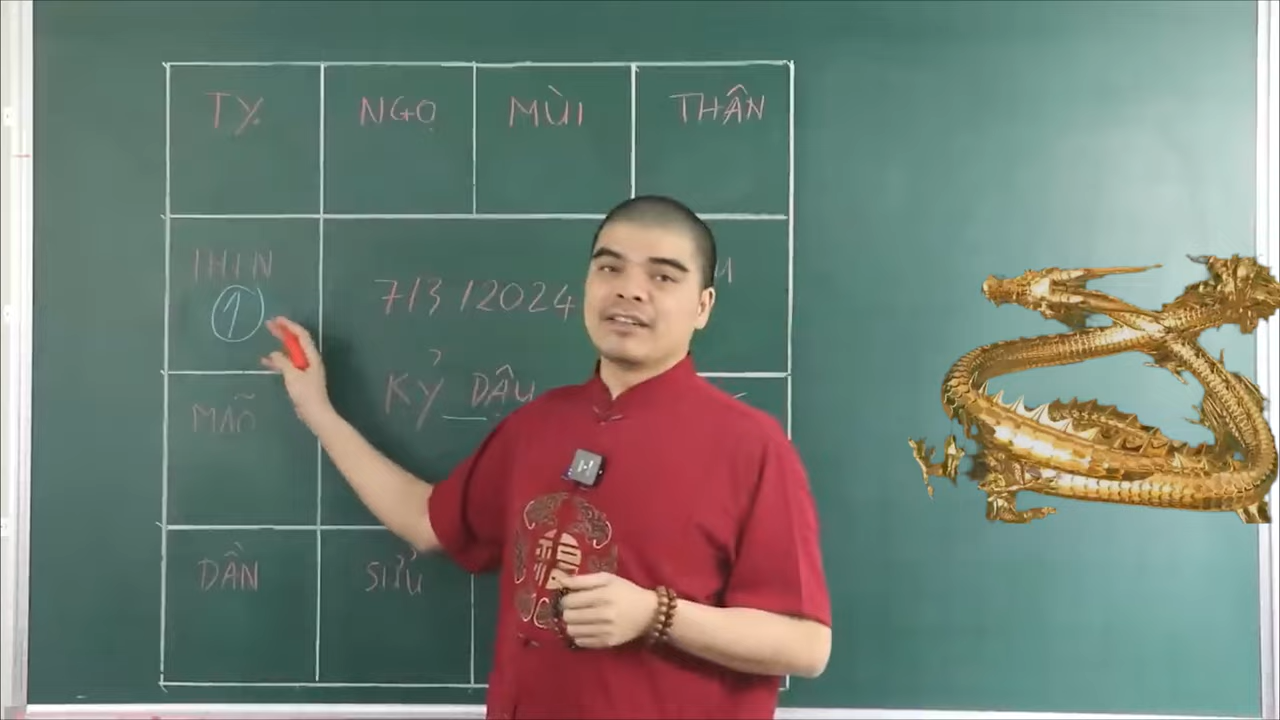 TỴ NGỌ MÙI THÂN
THÌN
1
7/3/2024
KỶ DẬU
MÃO
DẦN SỬU